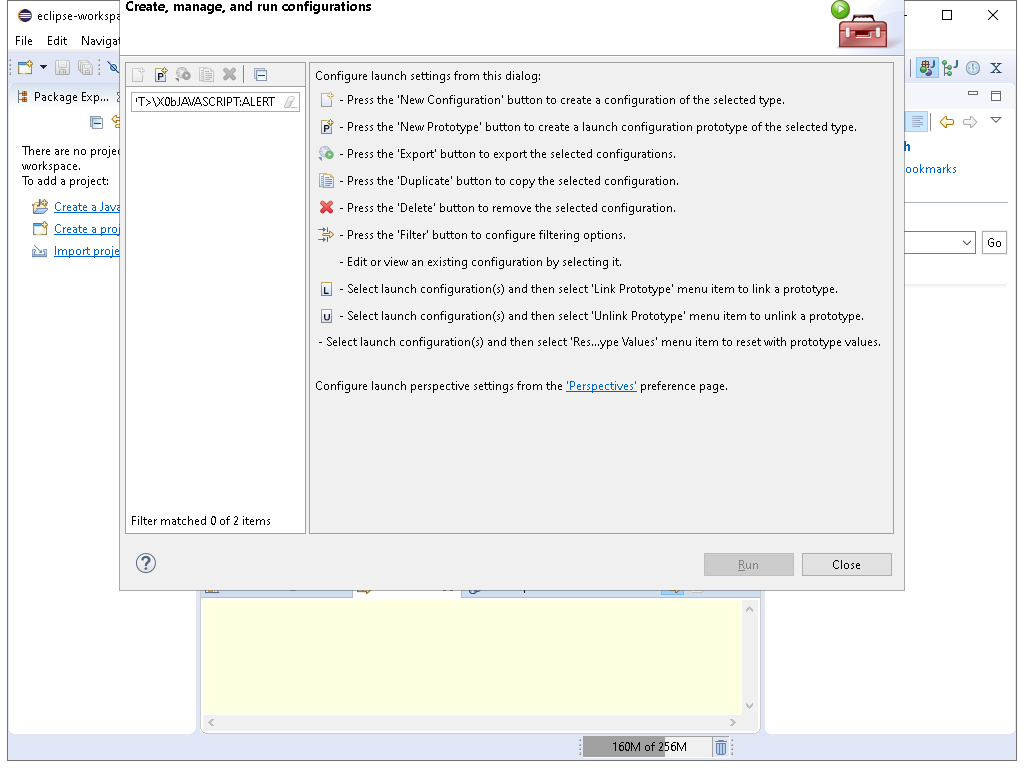 eclipse-workspa
Create, manage, and run configurations
File Edit Navigat
Package Exp...
'T>\X0bJAVASCRIPT:ALERT
Configure launch settings from this dialog:
- Press the 'New Configuration' button to create a configuration of the selected type.
P - Press the 'New Prototype' button to create a launch configuration prototype of the selected type.
- Press the 'Export' button to export the selected configurations.
- Press the 'Duplicate' button to copy the selected configuration.
- Press the 'Delete' button to remove the selected configuration.
- Press the 'Filter' button to configure filtering options.
- Edit or view an existing configuration by selecting it.
L - Select launch configuration(s) and then select 'Link Prototype' menu item to link a prototype.
U - Select launch configuration(s) and then select 'Unlink Prototype' menu item to unlink a prototype.
- Select launch configuration(s) and then select 'Res...ype Values' menu item to reset with prototype values.
Configure launch perspective settings from the 'Perspectives' preference page.
There are no projec
workspace.
To add a project:
Create a Java
Create a proj
Import proje
h
ookmarks
Go
Filter matched 0 of 2 items
Run
Close
160M of 256M